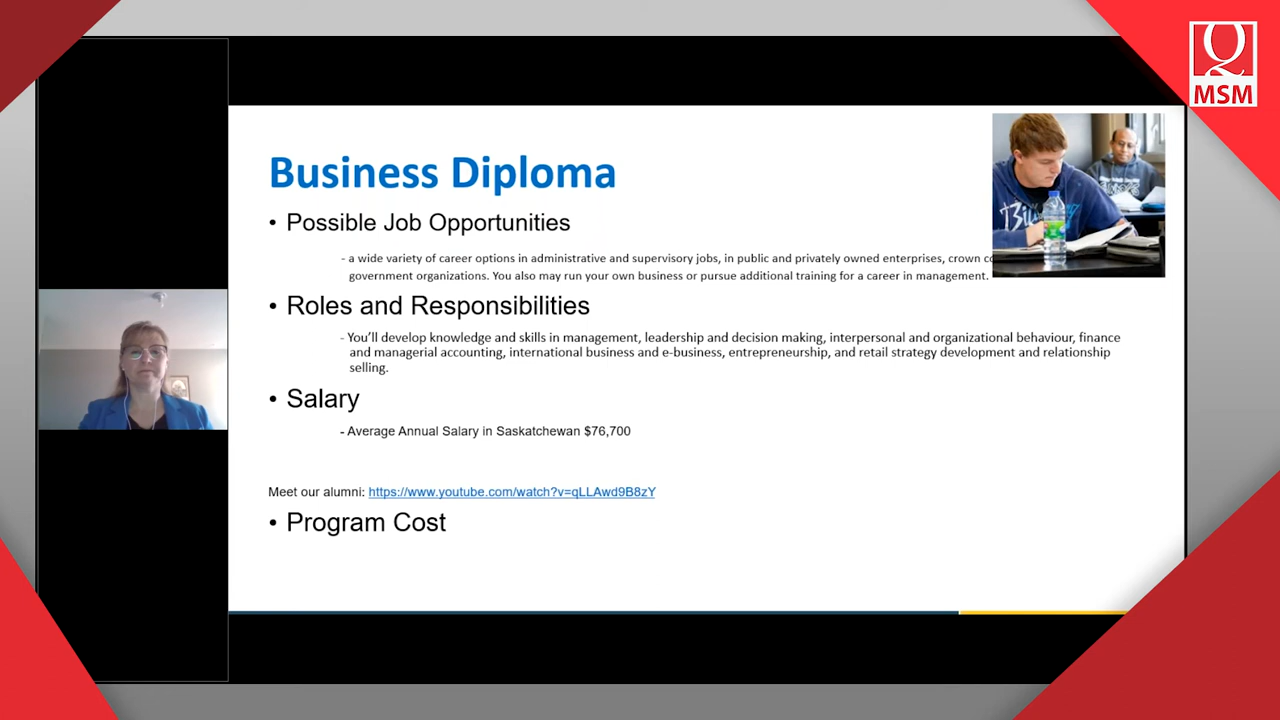 Q
MSM
Business Diploma
• Possible Job Opportunities
- a wide variety of career options in administrative and supervisory jobs, in public and privately owned enterprises, crown
government organizations. You also may run your own business or pursue additional training for a career in management.
• Roles and Responsibilities
- You’ll develop knowledge and skills in management, leadership and decision making, interpersonal and organizational behaviour, finance
and managerial accounting, international business and e-business, entrepreneurship, and retail strategy development and relationship
selling.
• Salary
- Average Annual Salary in Saskatchewan $76,700
Meet our alumni: https://www.youtube.com/watch?v=qLLAwd9B8zY
• Program Cost